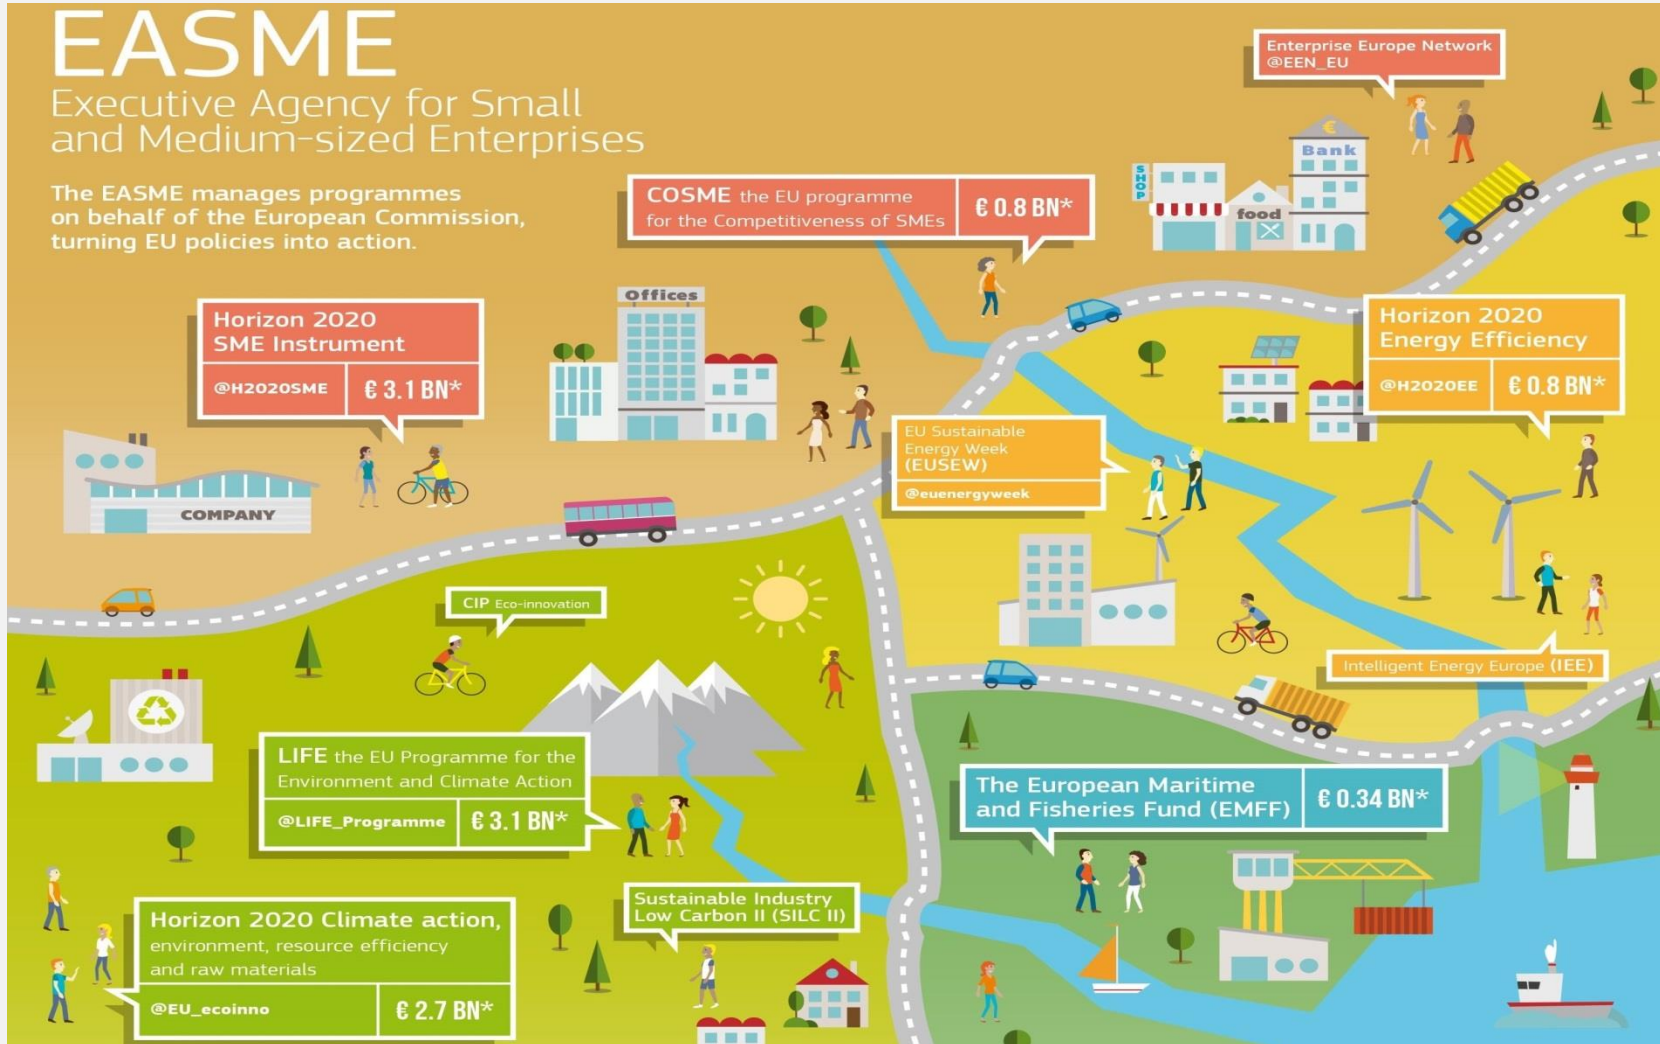 EASME
Executive Agency for Small
and Medium-sized Enterprises
The EASME manages programmes
on behalf of the European Commission,
turning EU policies into action.
Enterprise Europe Network
@EEN_EU
COSME the EU programme
for the Competitiveness of SMEs
€ 0.8 BN*
SHOP
food
Bank
€
Horizon 2020
SME Instrument
@H2020SME
€ 3.1 BN*
Offices
Horizon 2020
Energy Efficiency
@H2020EE
€ 0.8 BN*
EU Sustainable
Energy Week
(EUSEW)
@euenergyweek
COMPANY
CIP Eco-innovation
Intelligent Energy Europe (IEE)
LIFE the EU Programme for the
Environment and Climate Action
@LIFE_Programme
€ 3.1 BN*
The European Maritime
and Fisheries Fund (EMFF)
€ 0.34 BN*
Sustainable Industry
Low Carbon II (SILC II)
Horizon 2020 Climate action,
environment, resource efficiency
and raw materials
@EU_ecoinno
€ 2.7 BN*